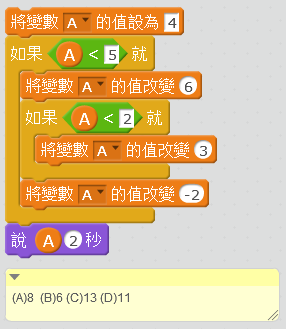 將變數 A 的值設為 4
如果 A < 5 就
將變數 A 的值改變 6
如果 A < 2 就
將變數 A 的值改變 3
將變數 A 的值改變 -2
說 A 2 秒
(A)8 (B)6 (C)13 (D)11